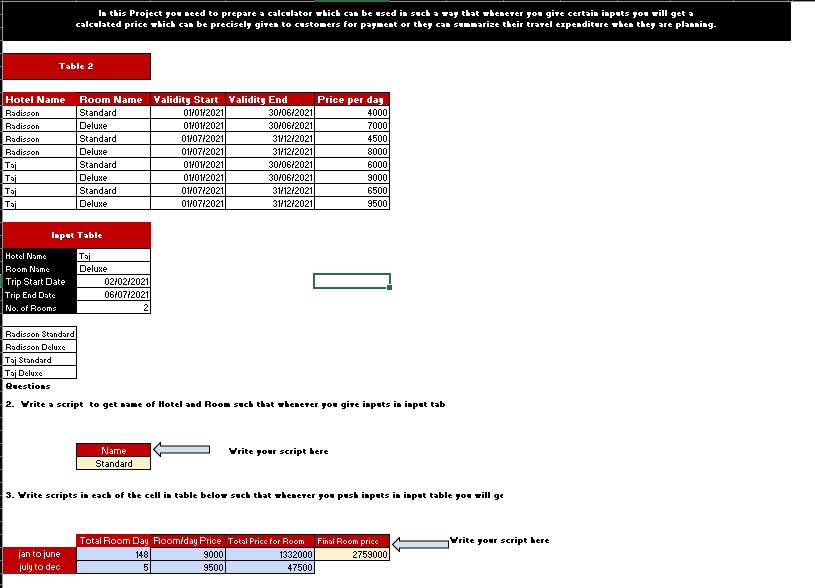 In this Project you need to prepare a calculator which can be used in such a way that whenever you give certain inputs you will get a
calculated price which can be precisely given to customers for payment or they can summarize their travel expenditure when they are planning.
Table 2
Hotel Name Room Name Validity Start Validity End Price per day
Radisson Standard 01/01/2021 30/06/2021 4000
Radisson Deluxe 01/01/2021 30/06/2021 7000
Radisson Standard 01/07/2021 31/12/2021 4500
Radisson Deluxe 01/07/2021 31/12/2021 8000
Taj Standard 01/01/2021 30/06/2021 6000
Taj Deluxe 01/01/2021 30/06/2021 9000
Taj Standard 01/07/2021 31/12/2021 6500
Taj Deluxe 01/07/2021 31/12/2021 9500
Input Table
Hotel Name Taj
Room Name Deluxe
Trip Start Date 02/02/2021
Trip End Date 06/07/2021
No. of Rooms 2
Radisson Standard
Radisson Deluxe
Taj Standard
Taj Deluxe
Questions
2. Write a script to get name of Hotel and Room such that whenever you give inputs in input tab
Name Write your script here
Standard
3. Write scripts in each of the cell in table below such that whenever you push inputs in input table you will ge
Total Room Day Room/day Price Total Price for Room Final Room price Write your script here
jan to june 148 9000 1332000 2759000
july to dec 5 9500 47500